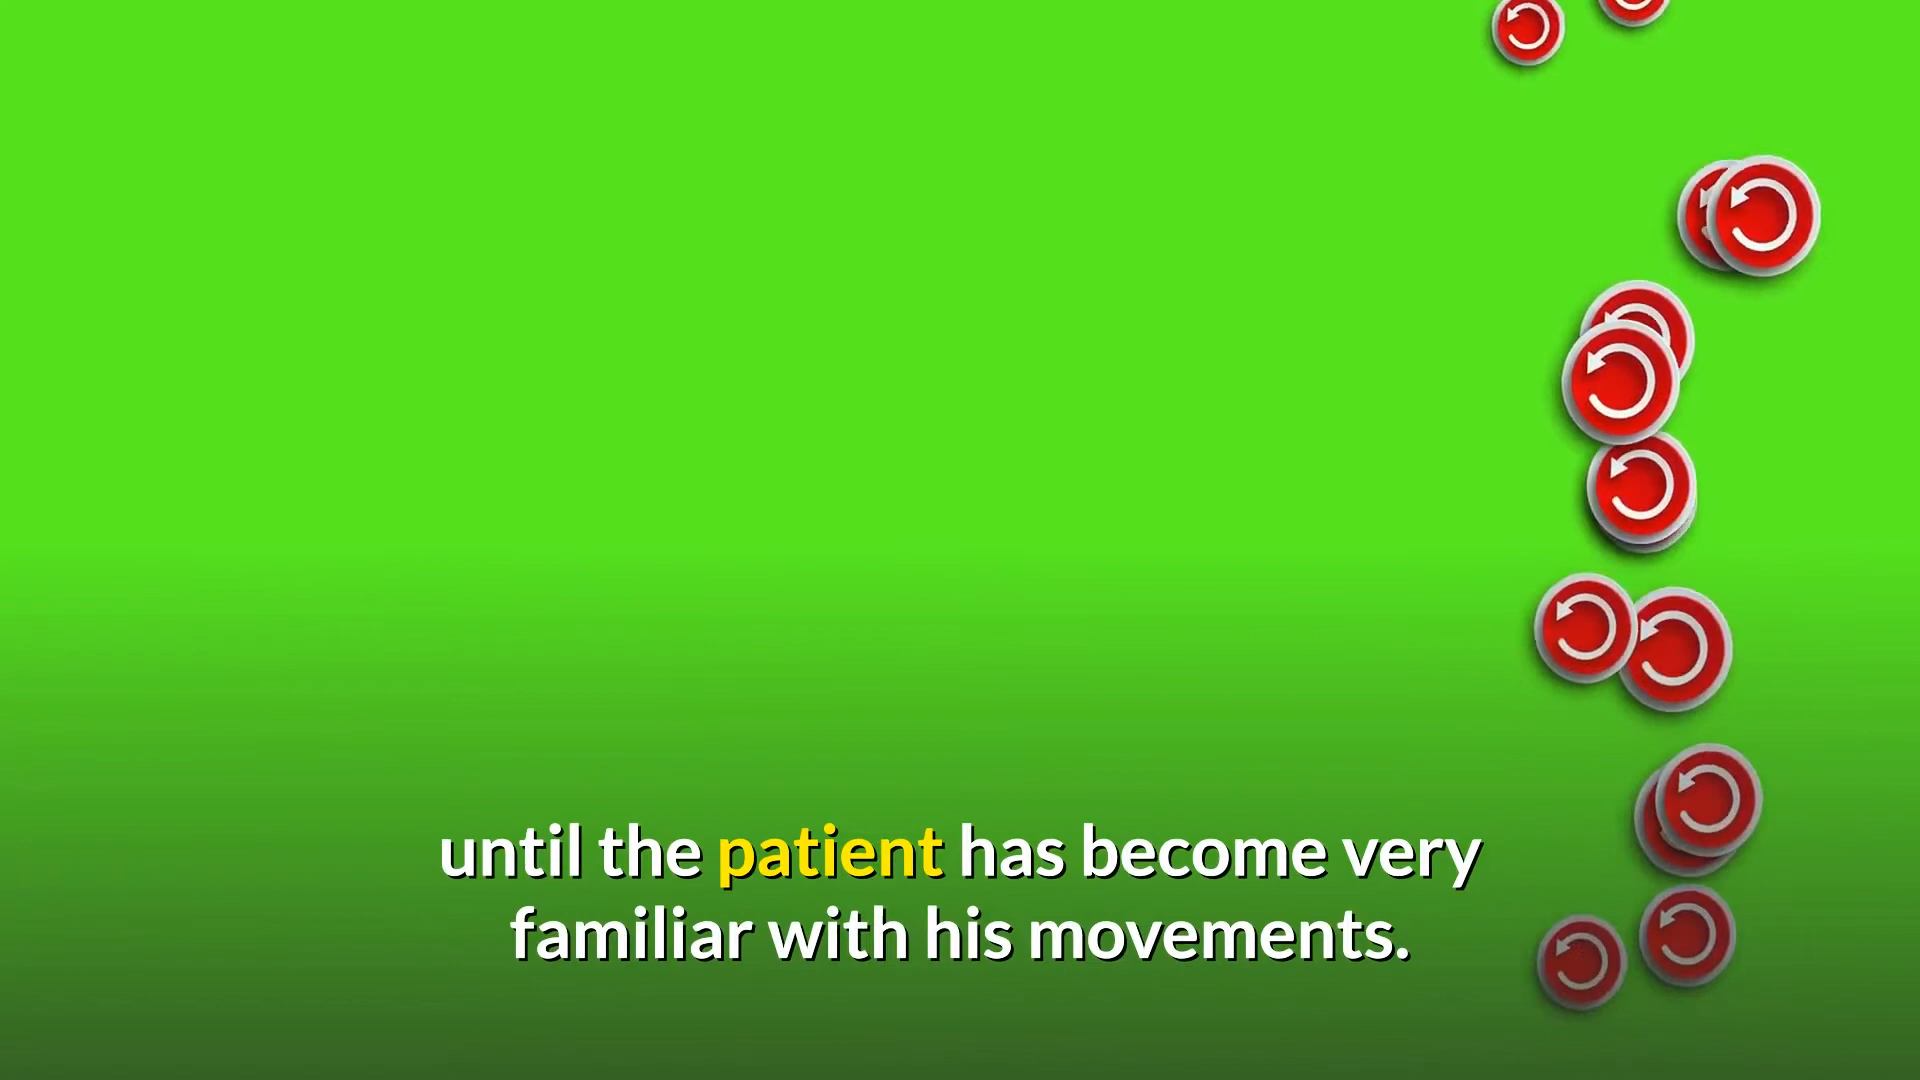 until the patient has become very
familiar with his movements.